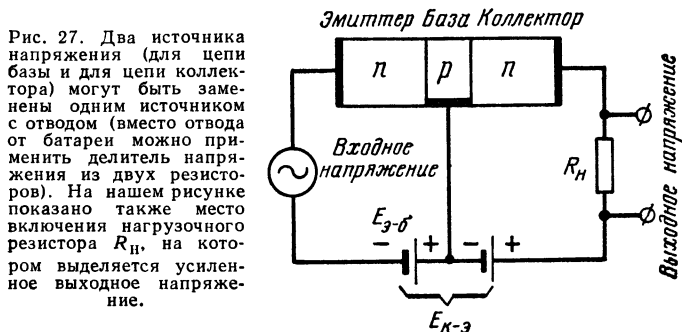 Рис. 27. Два источника
напряжения (для цепи
базы и для цепи коллек-
тора) могут быть заме-
нены одним источником
с отводом (вместо отвода
от батареи можно при-
менить делитель напря-
жения из двух резисто-
ров). На нашем рисунке
показано также место
включения нагрузочного
резистора Rн, на кото-
ром выделяется усилен-
ное выходное напряже-
ние.
Эмиттер База Коллектор
n p n
Входное
напряжение
Rн
Выходное напряжение
Eэ-б
- + - +
Eк-э